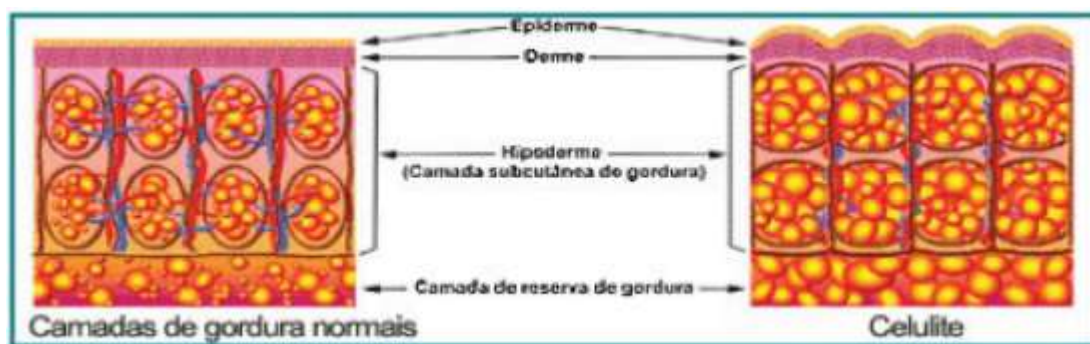 Epiderme
Derme
Hipoderme
(Camada subcutânea de gordura)
Camada de reserva de gordura
Camadas de gordura normais
Celulite